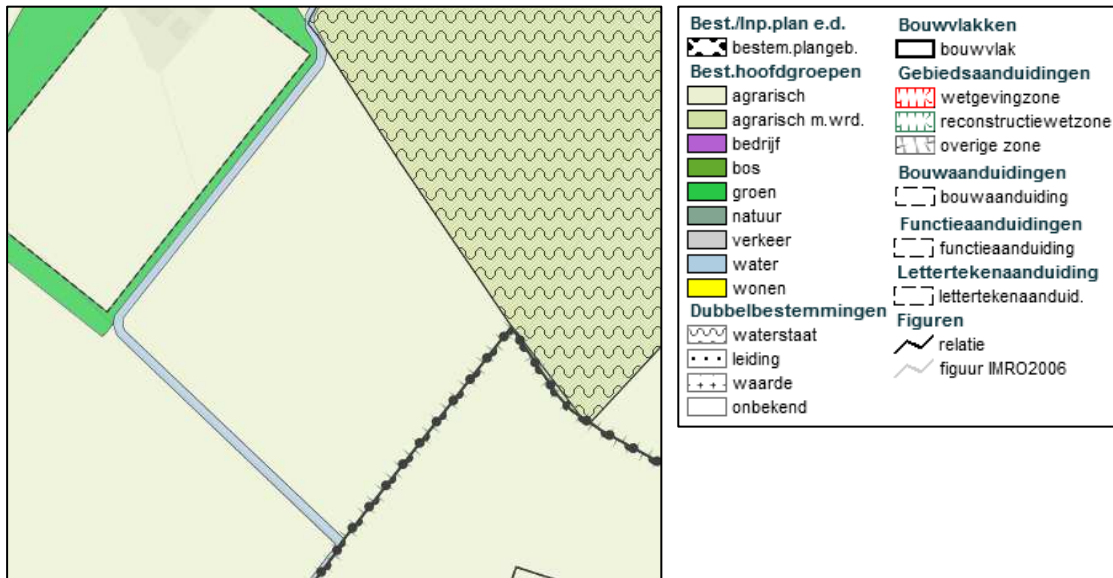 Best./Inp.plan e.d.
bestem.plangeb.
Best.hoofdgroepen
agrarisch
agrarisch m.wrd.
bedrijf
bos
groen
natuur
verkeer
water
wonen
Dubbelbestemmingen
waterstaat
leiding
waarde
onbekend
Bouwvlakken
bouwvlak
Gebiedsaanduidingen
wetgevingzone
reconstructiewetzone
overige zone
Bouwaanduidingen
bouwaanduiding
Functieaanduidingen
functieaanduiding
Lettertekenaanduiding
lettertekenaanduid.
Figuren
relatie
figuur IMRO2006